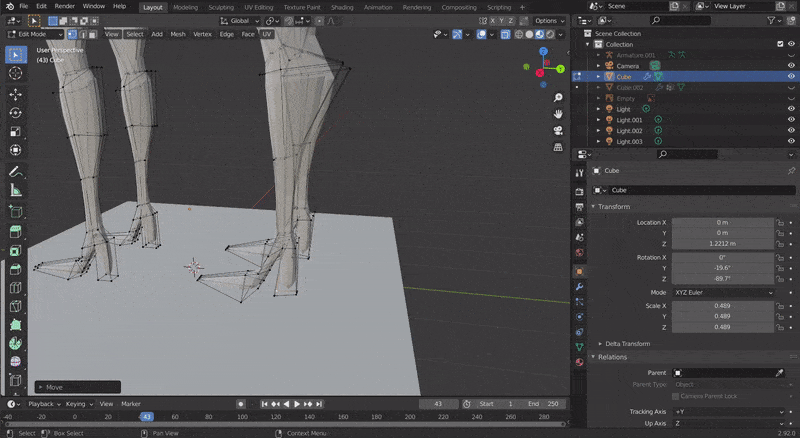 File Edit Render Window Help Layout Modeling Sculpting UV Editing Texture Paint Shading Animation Rendering Compositing Scene View Layer
Global X Y Z Options
Edit Mode View Select Add Mesh Vertex Edge Face UV
User Perspective
(43) Cube
Z
Y
Scene Collection
Collection
Armature.001
Camera
Cube
Cube.002
Empty
Light
Light.001
Light.002
Light.003
Cube
Cube
Transform
Location X 0 m
Y 0 m
Z 1.2212 m
Rotation X 0°
Y -19.6°
Z -89.7°
Mode XYZ Euler
Scale X 0.489
Y 0.489
Z 0.489
Delta Transform
Relations
Parent
Parent Type Object
Camera Parent Lock
Tracking Axis +Y
Up Axis Z
Move
Playback Keying View Marker 43 Start 1 End 250
-40 -20 0 20 43 60 80 100 120 140 160 180 200 220 240 260 280
Select Box Select Pan View Context Menu 2.92.0